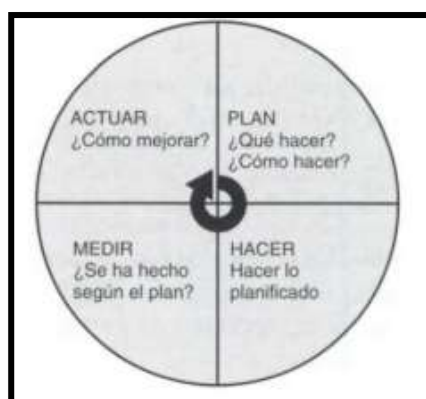 ACTUAR
¿Cómo mejorar?
PLAN
¿Qué hacer?
¿Cómo hacer?
MEDIR
¿Se ha hecho
según el plan?
HACER
Hacer lo
planificado